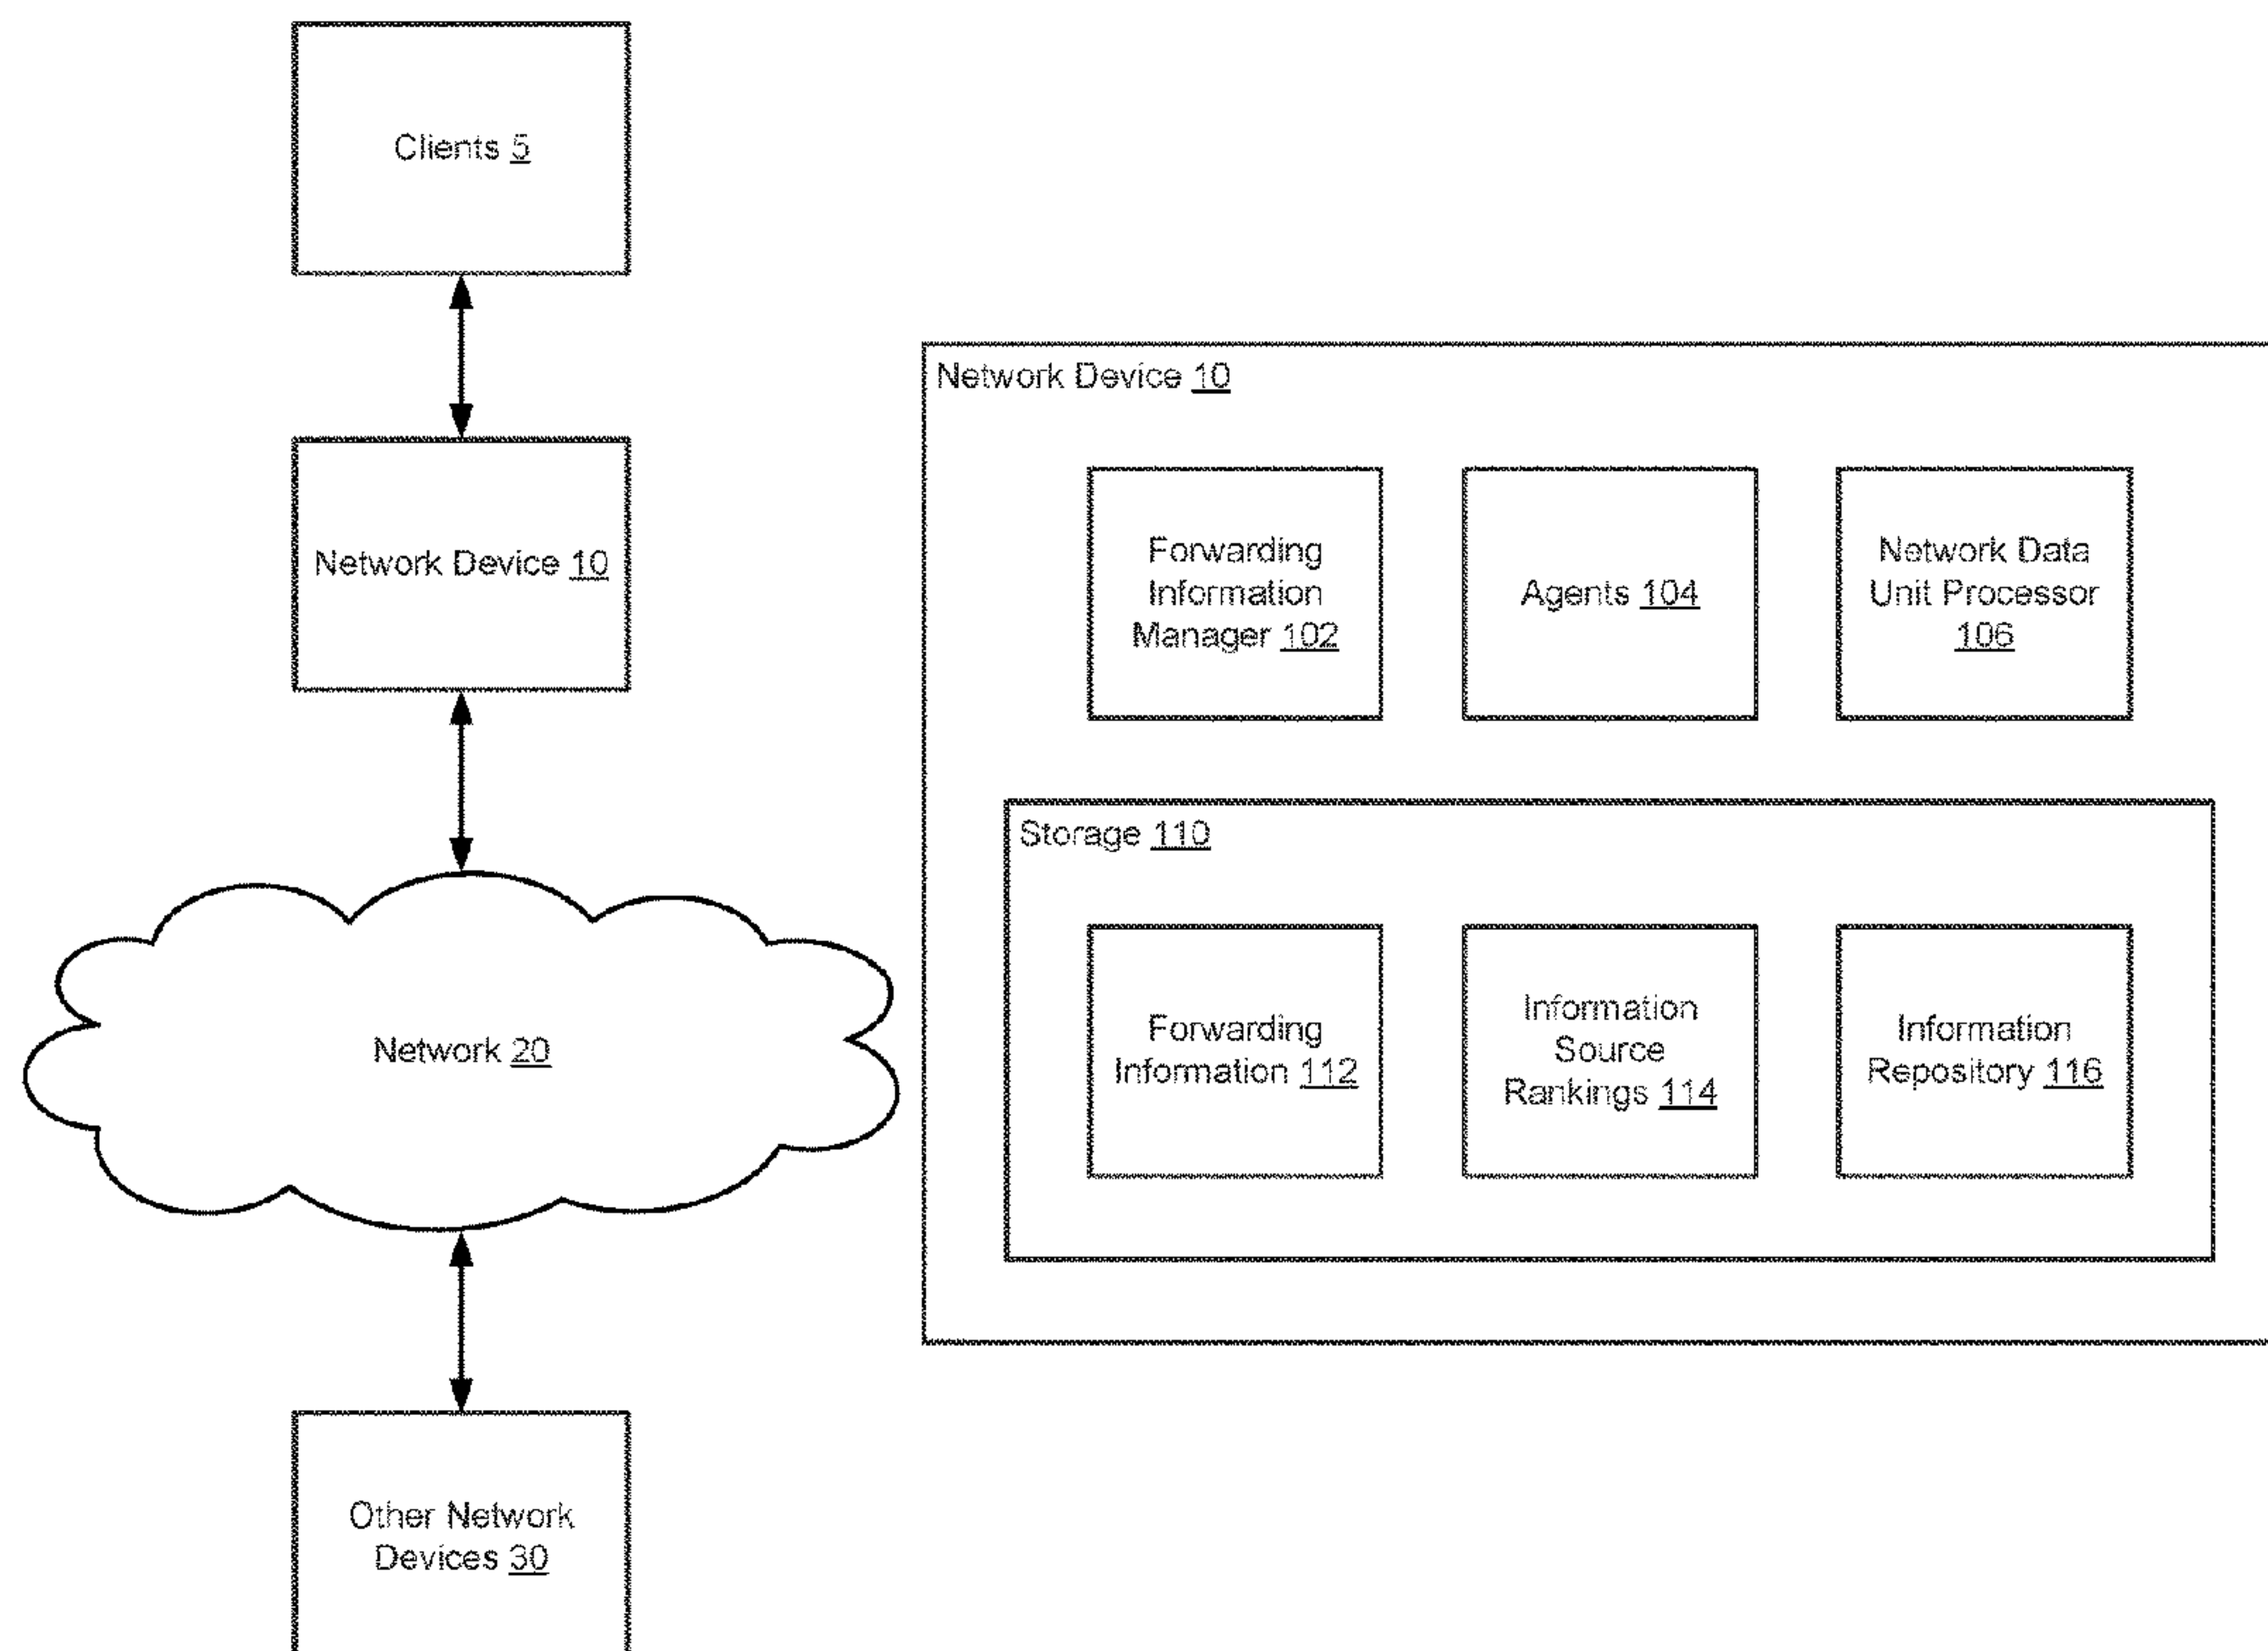 Clients 5
Network Device 10
Network 20
Other Network
Devices 30
Network Device 10
Forwarding
Information
Manager 102
Agents 104
Network Data
Unit Processor
106
Storage 110
Forwarding
Information 112
Information
Source
Rankings 114
Information
Repository 116